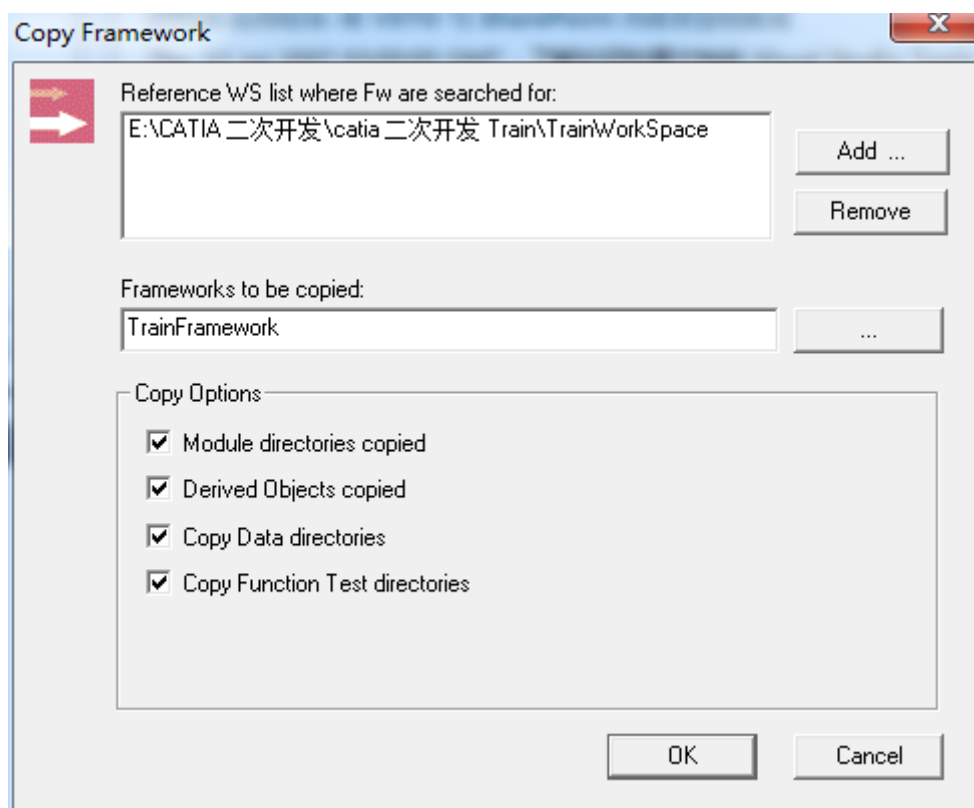 Copy Framework
Reference WS list where Fw are searched for:
E:\CATIA 二次开发\catia 二次开发 Train\TrainWorkSpace
Add ...
Remove
Frameworks to be copied:
TrainFramework
...
Copy Options
Module directories copied
Derived Objects copied
Copy Data directories
Copy Function Test directories
OK
Cancel